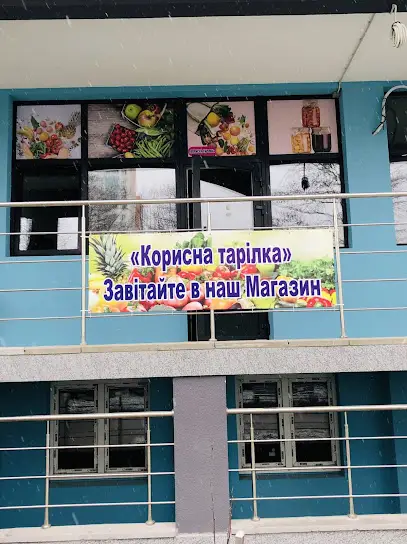 «Корисна тарілка»
Завітайте в наш Магазин